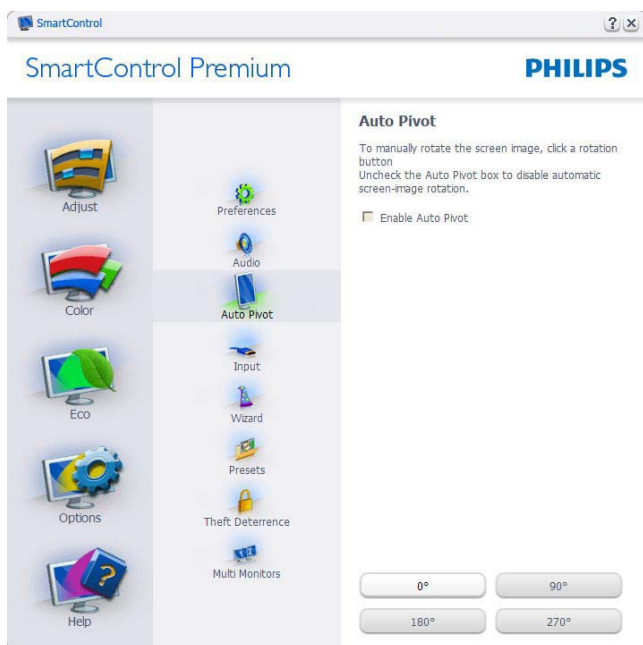 SmartControl
SmartControl Premium
PHILIPS
Adjust
Color
Eco
Options
Help
Preferences
Audio
Auto Pivot
Input
Wizard
Presets
Theft Deterrence
Multi Monitors
Auto Pivot
To manually rotate the screen image, click a rotation
button
Uncheck the Auto Pivot box to disable automatic
screen-image rotation.
Enable Auto Pivot
0°
90°
180°
270°